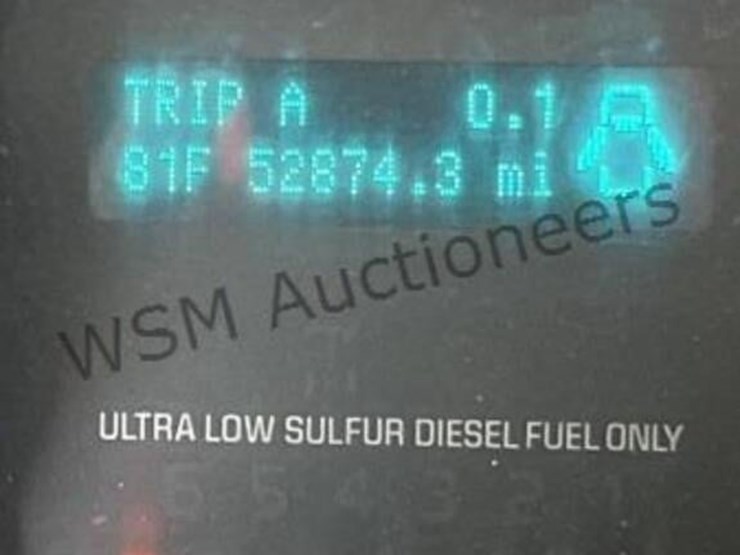 TRIP A 0.1
81F 52874.3 mi
WSM Auctioneers
ULTRA LOW SULFUR DIESEL FUEL ONLY